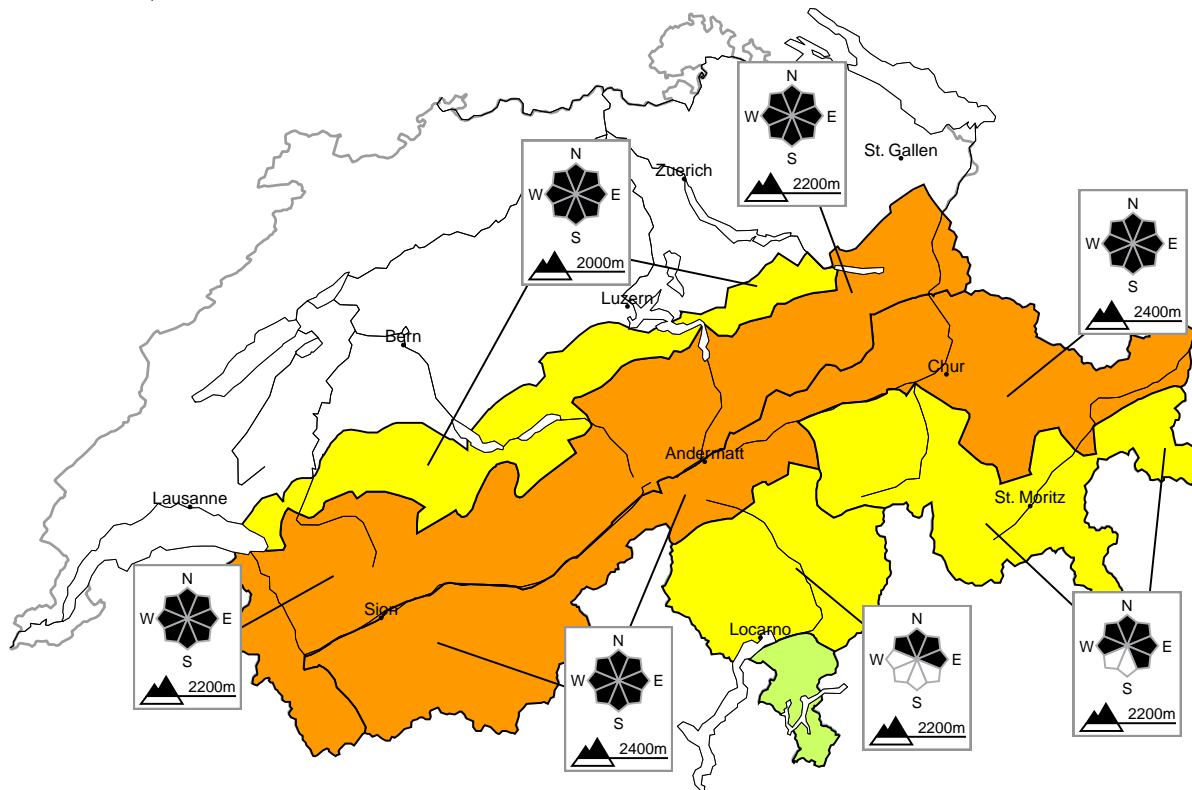 N
W E
S
2200m
St. Gallen
Zuerich
N
W E
S
2000m
N
W E
S
2400m
Luzern
Bern
Chur
Andermatt
Lausanne
St. Moritz
N
W E
S
2200m
Sion
Locarno
N
W E
S
2400m
N
W E
S
2200m
N
W E
S
2200m